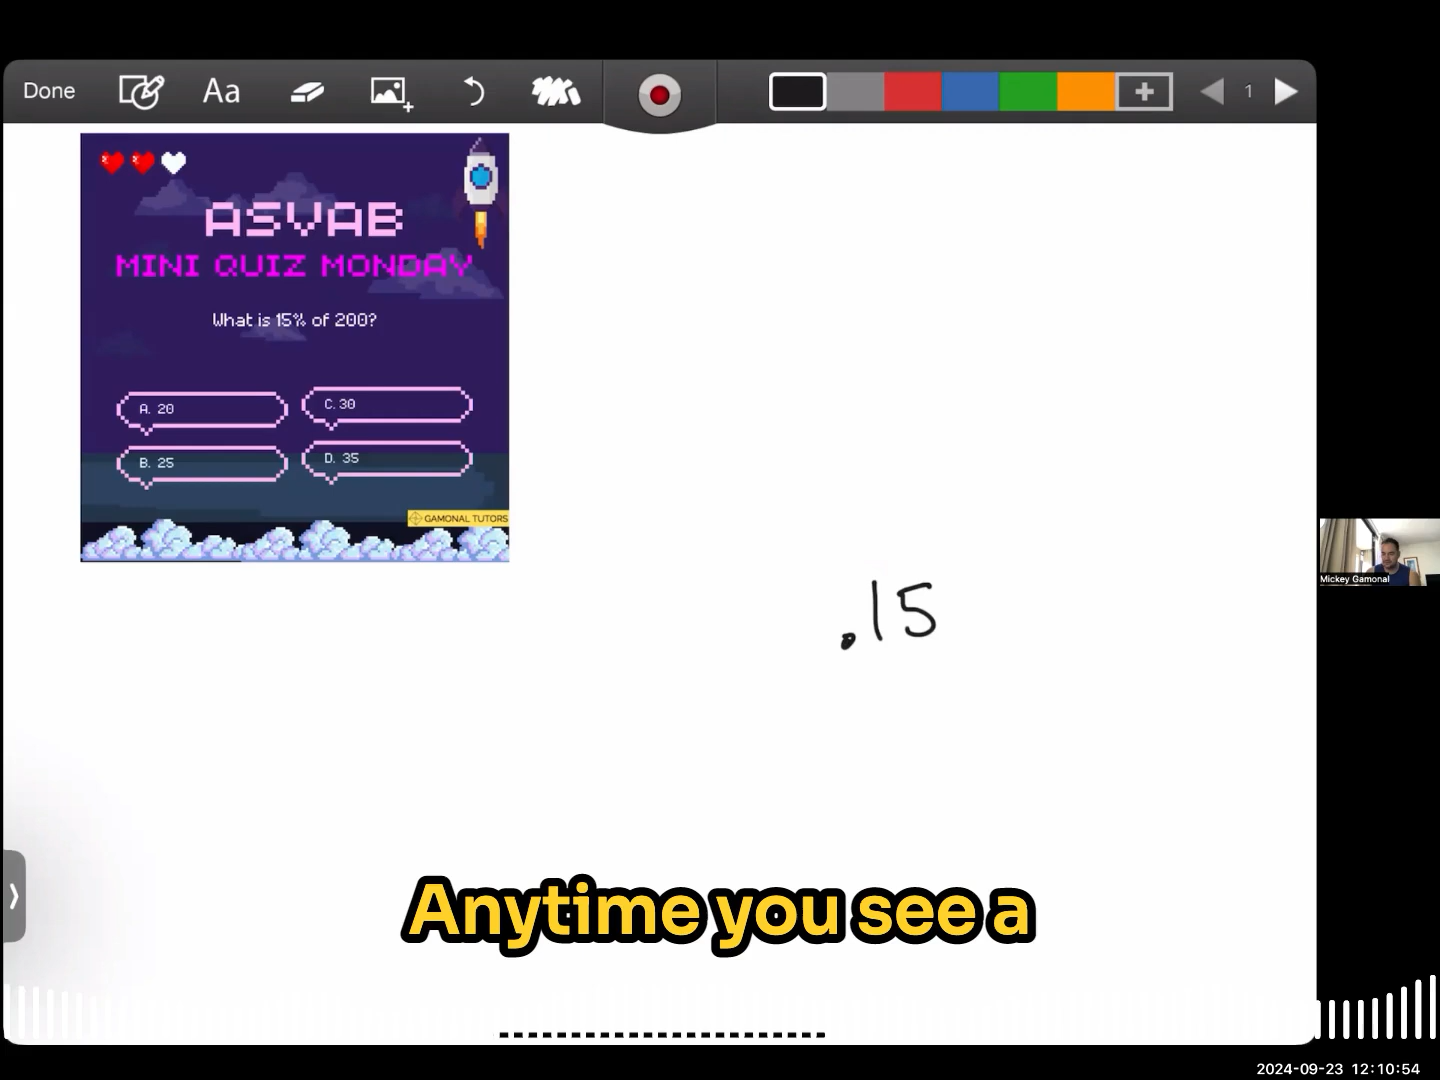 Done
Aa
1
ASVAB
MINI QUIZ MONDAY
What is 15% of 200?
A. 20
C. 30
B. 25
D. 35
GAMONAL TUTORS
.15
Mickey Gamonal
Anytime you see a
2024-09-23 12:10:54